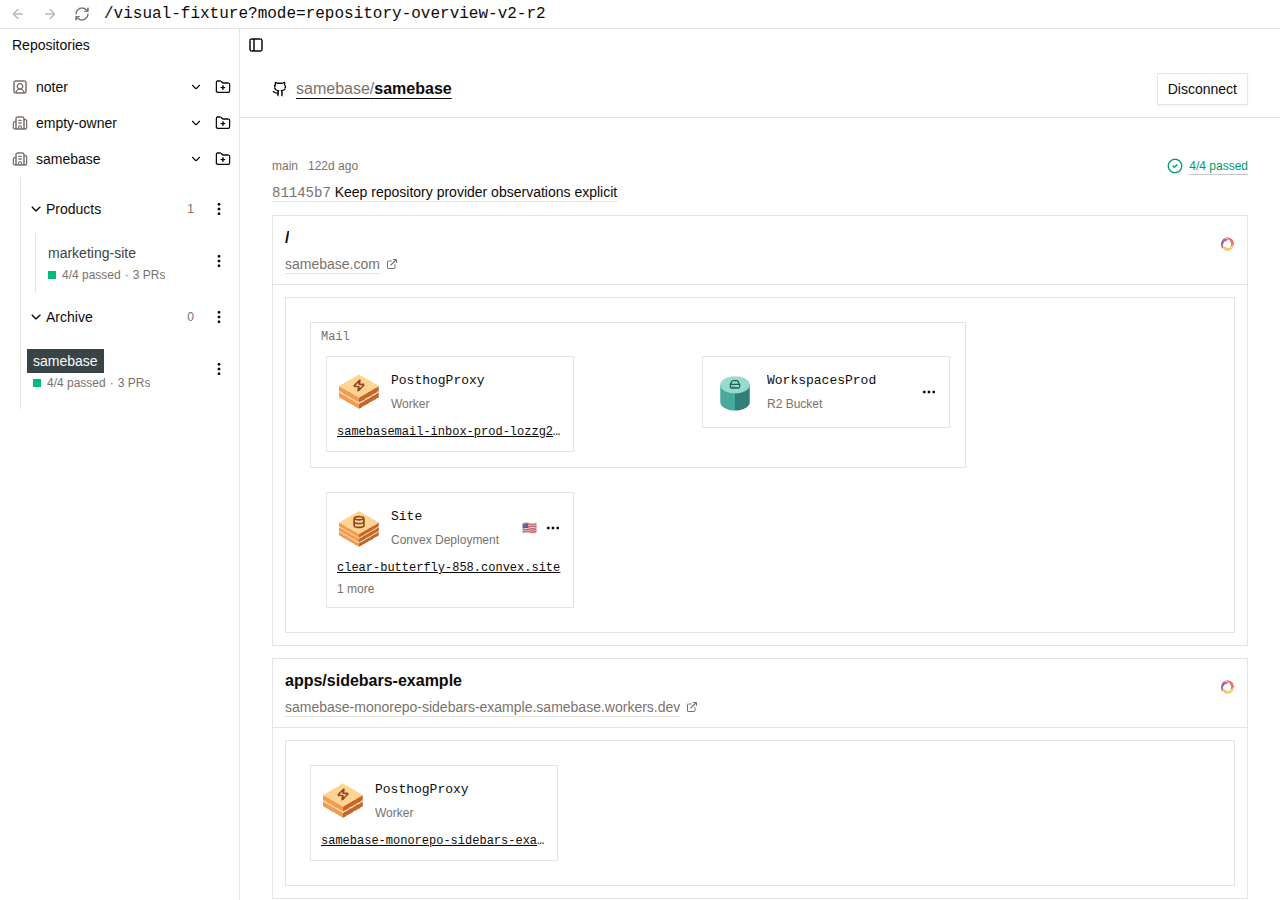 /visual-fixture?mode=repository-overview-v2-r2
Repositories
noter
empty-owner
samebase
Products 1
marketing-site
4/4 passed · 3 PRs
Archive 0
samebase
4/4 passed · 3 PRs
samebase/samebase
Disconnect
main 122d ago
4/4 passed
81145b7 Keep repository provider observations explicit
/
samebase.com
Mail
PosthogProxy
Worker
samebasemail-inbox-prod-lozzg2…
WorkspacesProd
R2 Bucket
Site
Convex Deployment
clear-butterfly-858.convex.site
1 more
apps/sidebars-example
samebase-monorepo-sidebars-example.samebase.workers.dev
PosthogProxy
Worker
samebase-monorepo-sidebars-exa…